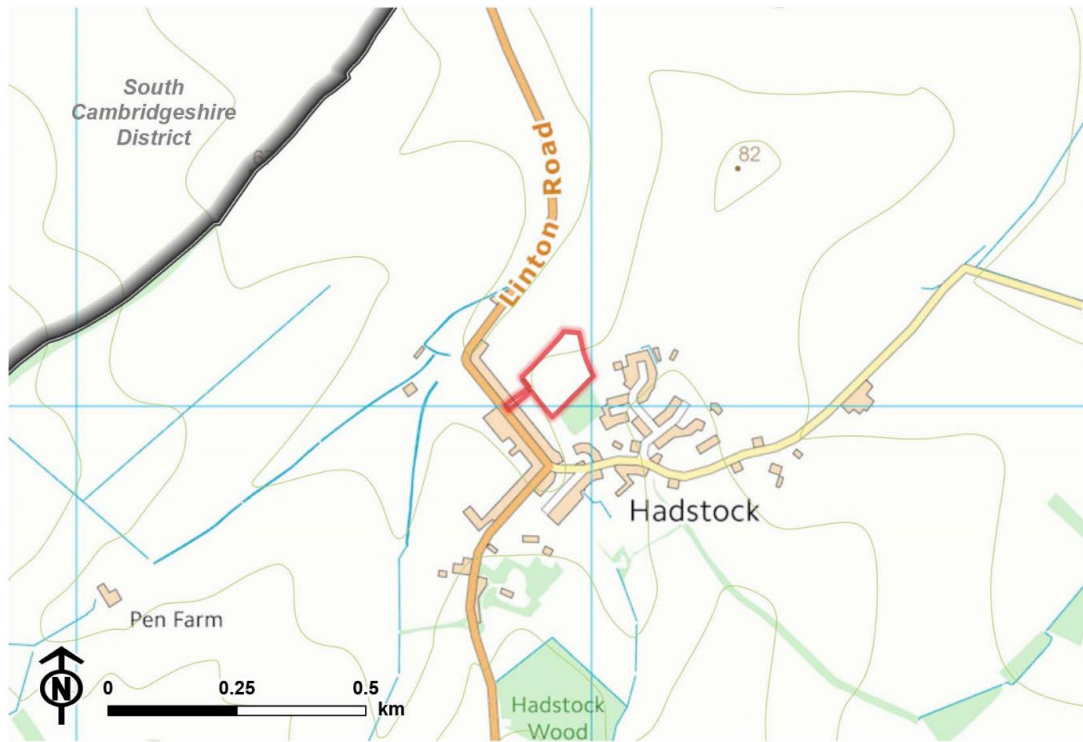 South
Cambridgeshire
District
82
Linton Road
Hadstock
Pen Farm
N
0 0.25 0.5
km
Hadstock
Wood